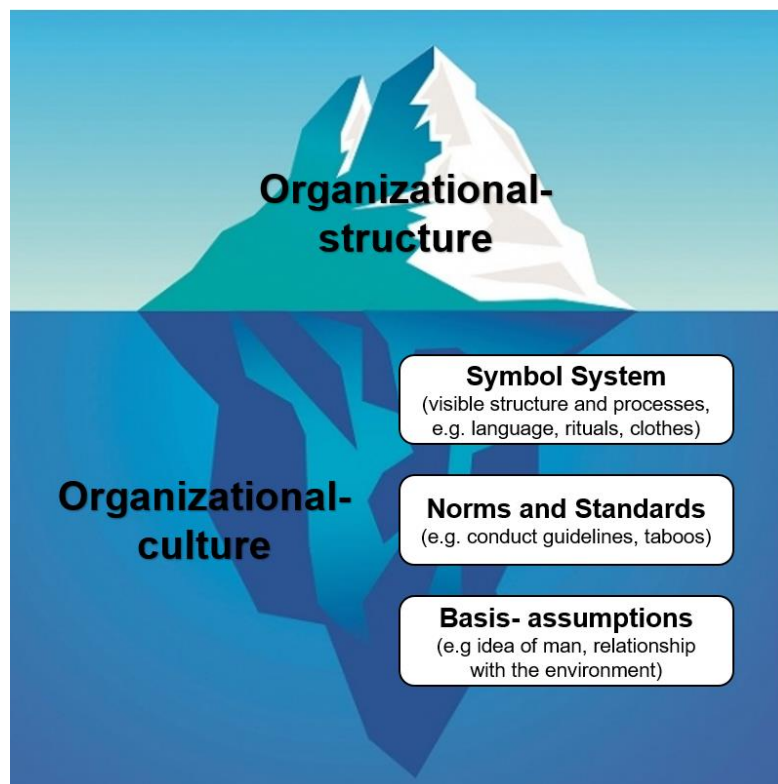 Organizational-
structure
Symbol System
(visible structure and processes,
e.g. language, rituals, clothes)
Organizational-
culture
Norms and Standards
(e.g. conduct guidelines, taboos)
Basis- assumptions
(e.g idea of man, relationship
with the environment)